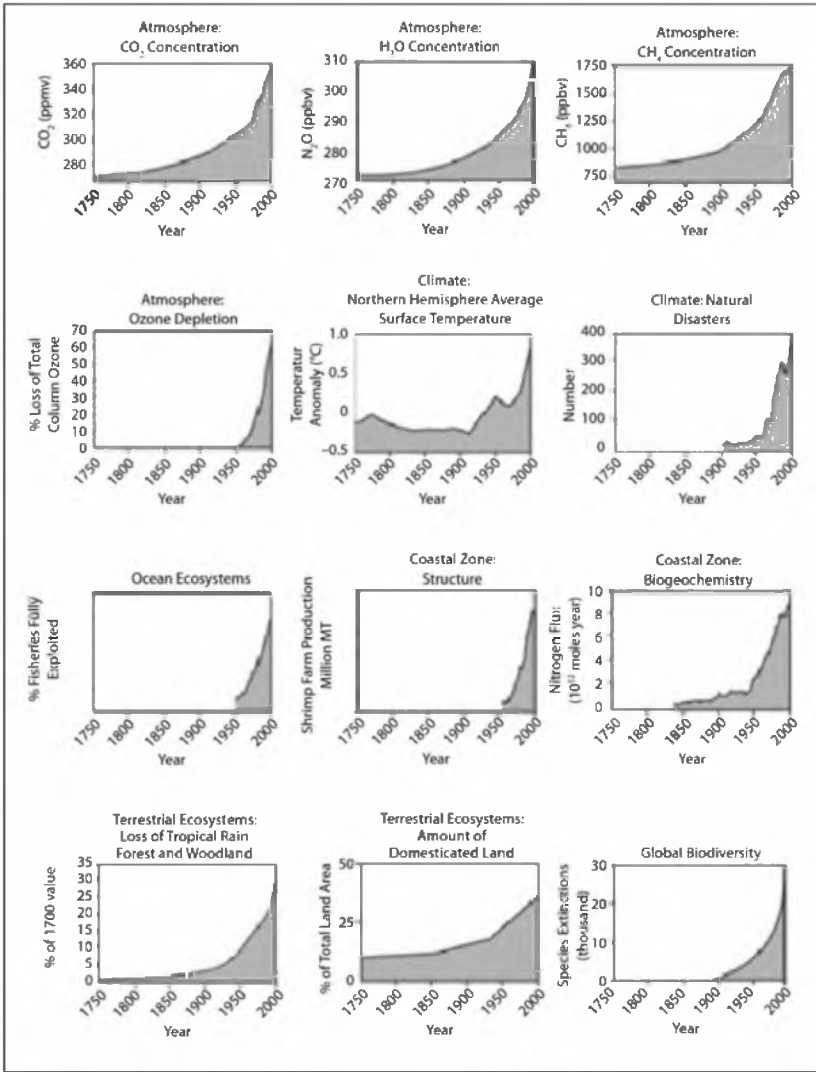 Atmosphere:
CO₂ Concentration
CO₂ (ppmv)
360
340
320
300
280
1750
1800
1850
1900
1950
2000
Year
Atmosphere:
H₂O Concentration
N₂O (ppbv)
310
300
290
280
270
1750
1800
1850
1900
1950
2000
Year
Atmosphere:
CH₄ Concentration
CH₄ (ppbv)
1750
1500
1250
1000
750
1750
1800
1850
1900
1950
2000
Year
Atmosphere:
Ozone Depletion
% Loss of Total
Column Ozone
70
60
50
40
30
20
10
0
1750
1800
1850
1900
1950
2000
Year
Climate:
Northern Hemisphere Average
Surface Temperature
Temperatur
Anomaly (°C)
1.0
0.5
0
−0.5
1750
1800
1850
1900
1950
2000
Year
Climate: Natural
Disasters
Number
400
300
200
100
0
1750
1800
1850
1900
1950
2000
Year
Ocean Ecosystems
% Fisheries Fully
Exploited
1750
1800
1850
1900
1950
2000
Year
Coastal Zone:
Structure
Shrimp Farm Production
Million MT
1750
1800
1850
1900
1950
2000
Year
Coastal Zone:
Biogeochemistry
Nitrogen Flux
(10¹² moles year)
10
8
6
4
2
0
1750
1800
1850
1900
1950
2000
Year
Terrestrial Ecosystems:
Loss of Tropical Rain
Forest and Woodland
% of 1700 value
35
30
25
20
15
10
5
0
1750
1800
1850
1900
1950
2000
Year
Terrestrial Ecosystems:
Amount of
Domesticated Land
% of Total Land Area
50
25
0
1750
1800
1850
1900
1950
2000
Year
Global Biodiversity
Species Extinctions
(thousand)
30
20
10
0
1750
1800
1850
1900
1950
2000
Year